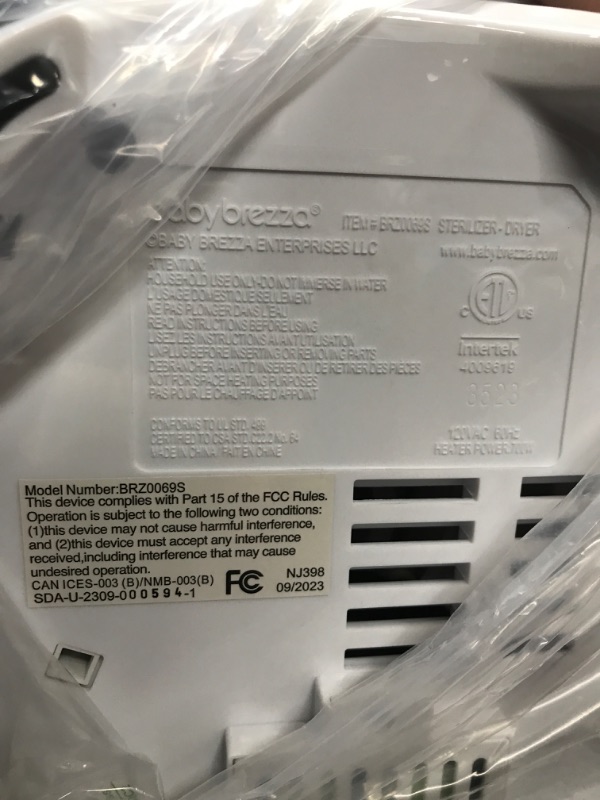 babybrezza® ITEM # BRZ0069S STERILIZER - DRYER
©BABY BREZZA ENTERPRISES LLC www.babybrezza.com
ATTENTION:
HOUSEHOLD USE ONLY-DO NOT IMMERSE IN WATER
L'USAGE DOMESTIQUE SEULEMENT
NE PAS PLONGER DANS L'EAU
READ INSTRUCTIONS BEFORE USING
USEZ LES INSTRUCTIONS AVANT UTILISATION
UNPLUG BEFORE INSERTING OR REMOVING PARTS
DEBRANCHER AVANT D'INSERER OU DE RETIRER DES PIECES
NOT FOR SPACE HEATING PURPOSES
PAS POUR LE CHAUFFAGE D'APPOINT
c us
Intertek
4009619
CONFORMS TO UL STD. 499
CERTIFIED TO CSA STD. C22.2 No. 64
MADE IN CHINA / FAIT EN CHINE
120VAC 60Hz
HEATER POWER:700W
Model Number:BRZ0069S
This device complies with Part 15 of the FCC Rules.
Operation is subject to the following two conditions:
(1)this device may not cause harmful interference,
and (2)this device must accept any interference
received,including interference that may cause
undesired operation.
CAN ICES-003 (B)/NMB-003(B) FC NJ398
SDA-U-2309-000594-1 09/2023